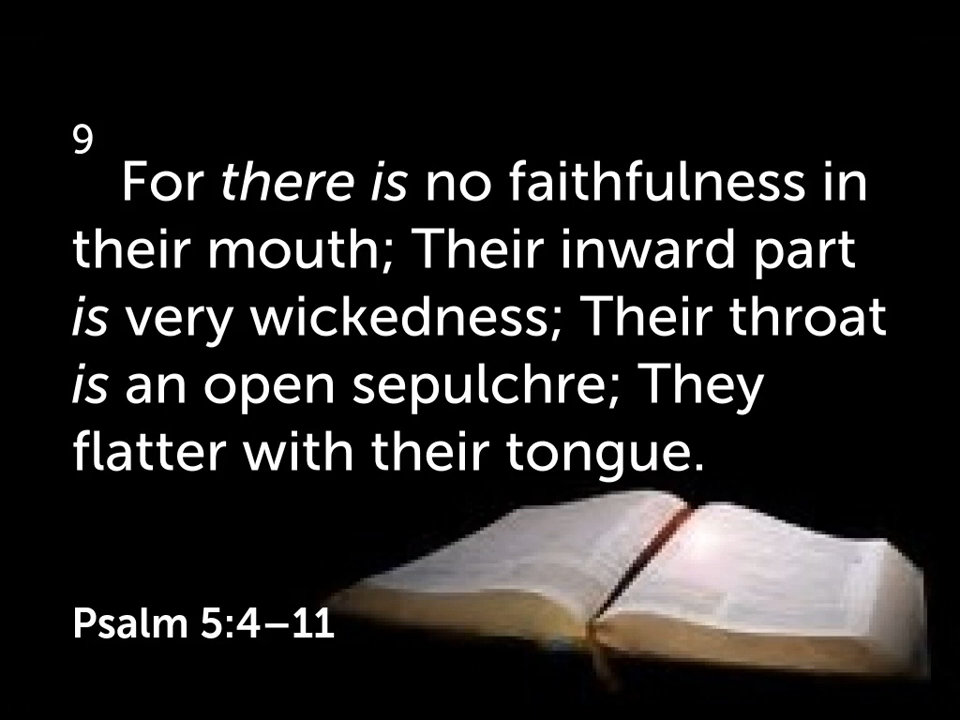 9
For there is no faithfulness in
their mouth; Their inward part
is very wickedness; Their throat
is an open sepulchre; They
flatter with their tongue.
Psalm 5:4–11